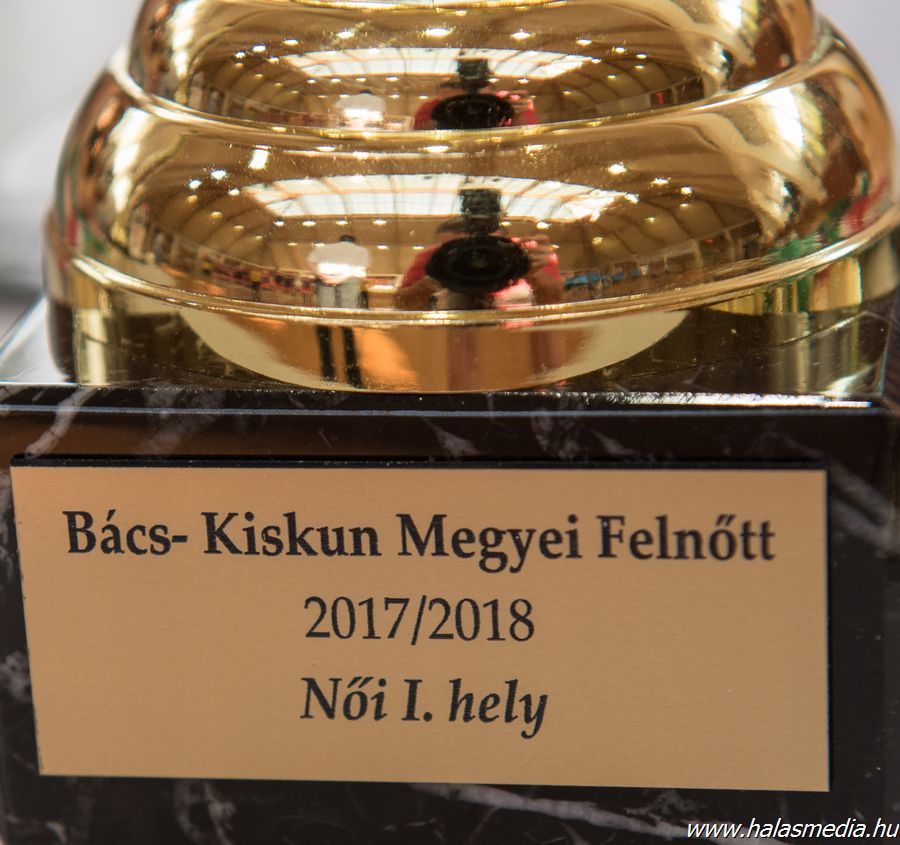 Bács- Kiskun Megyei Felnőtt
2017/2018
Női I. hely
www.halasmedia.hu